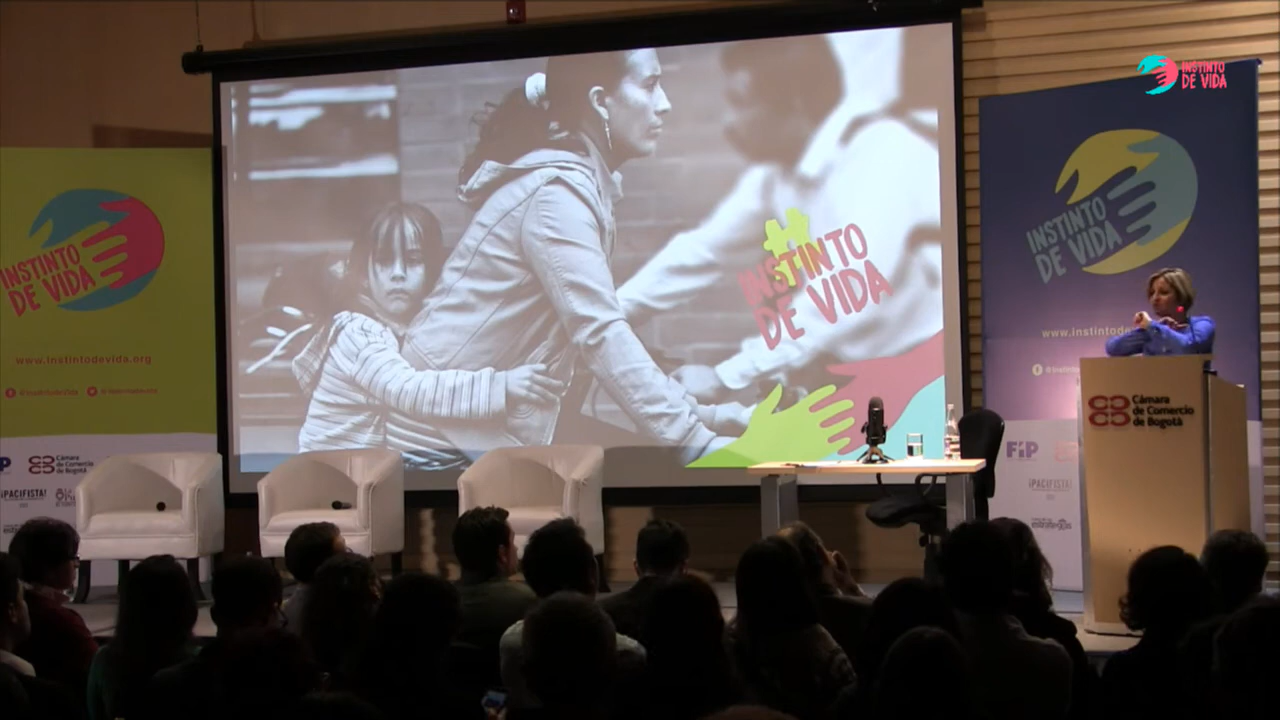 INSTINTO
DE VIDA
INSTINTO
DE VIDA
www.instintodevida.org
Cámara
de Comercio
de Bogotá
¡PACIFISTA!
INSTINTO
DE VIDA
INSTINTO
DE VIDA
www.instint
FIP
¡PACIFISTA!
Cámara
de Comercio
de Bogotá